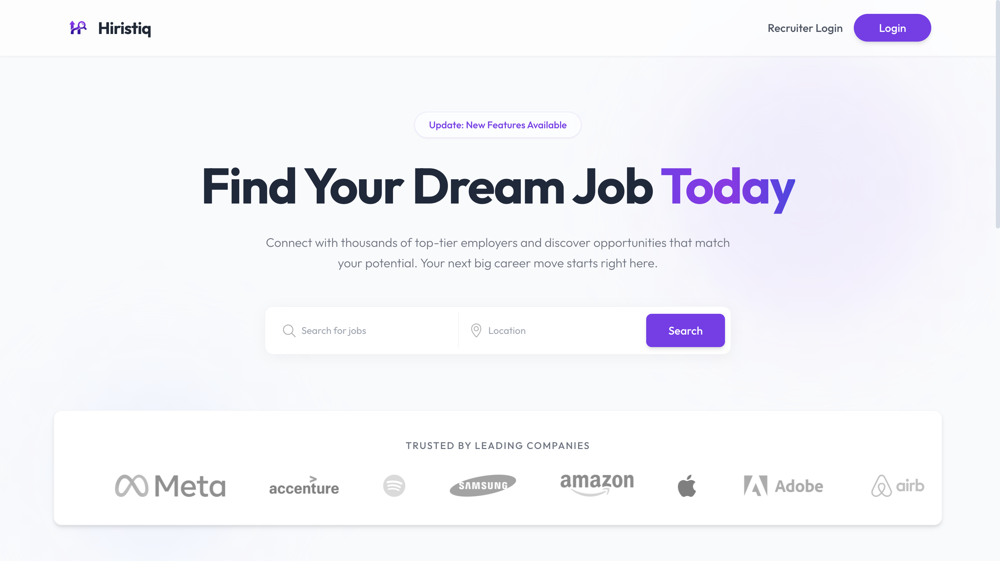 Hiristiq
Recruiter Login
Login
Update: New Features Available
Find Your Dream Job Today
Connect with thousands of top-tier employers and discover opportunities that match
your potential. Your next big career move starts right here.
Search for jobs
Location
Search
TRUSTED BY LEADING COMPANIES
Meta
accenture
SAMSUNG
amazon
Adobe
airb